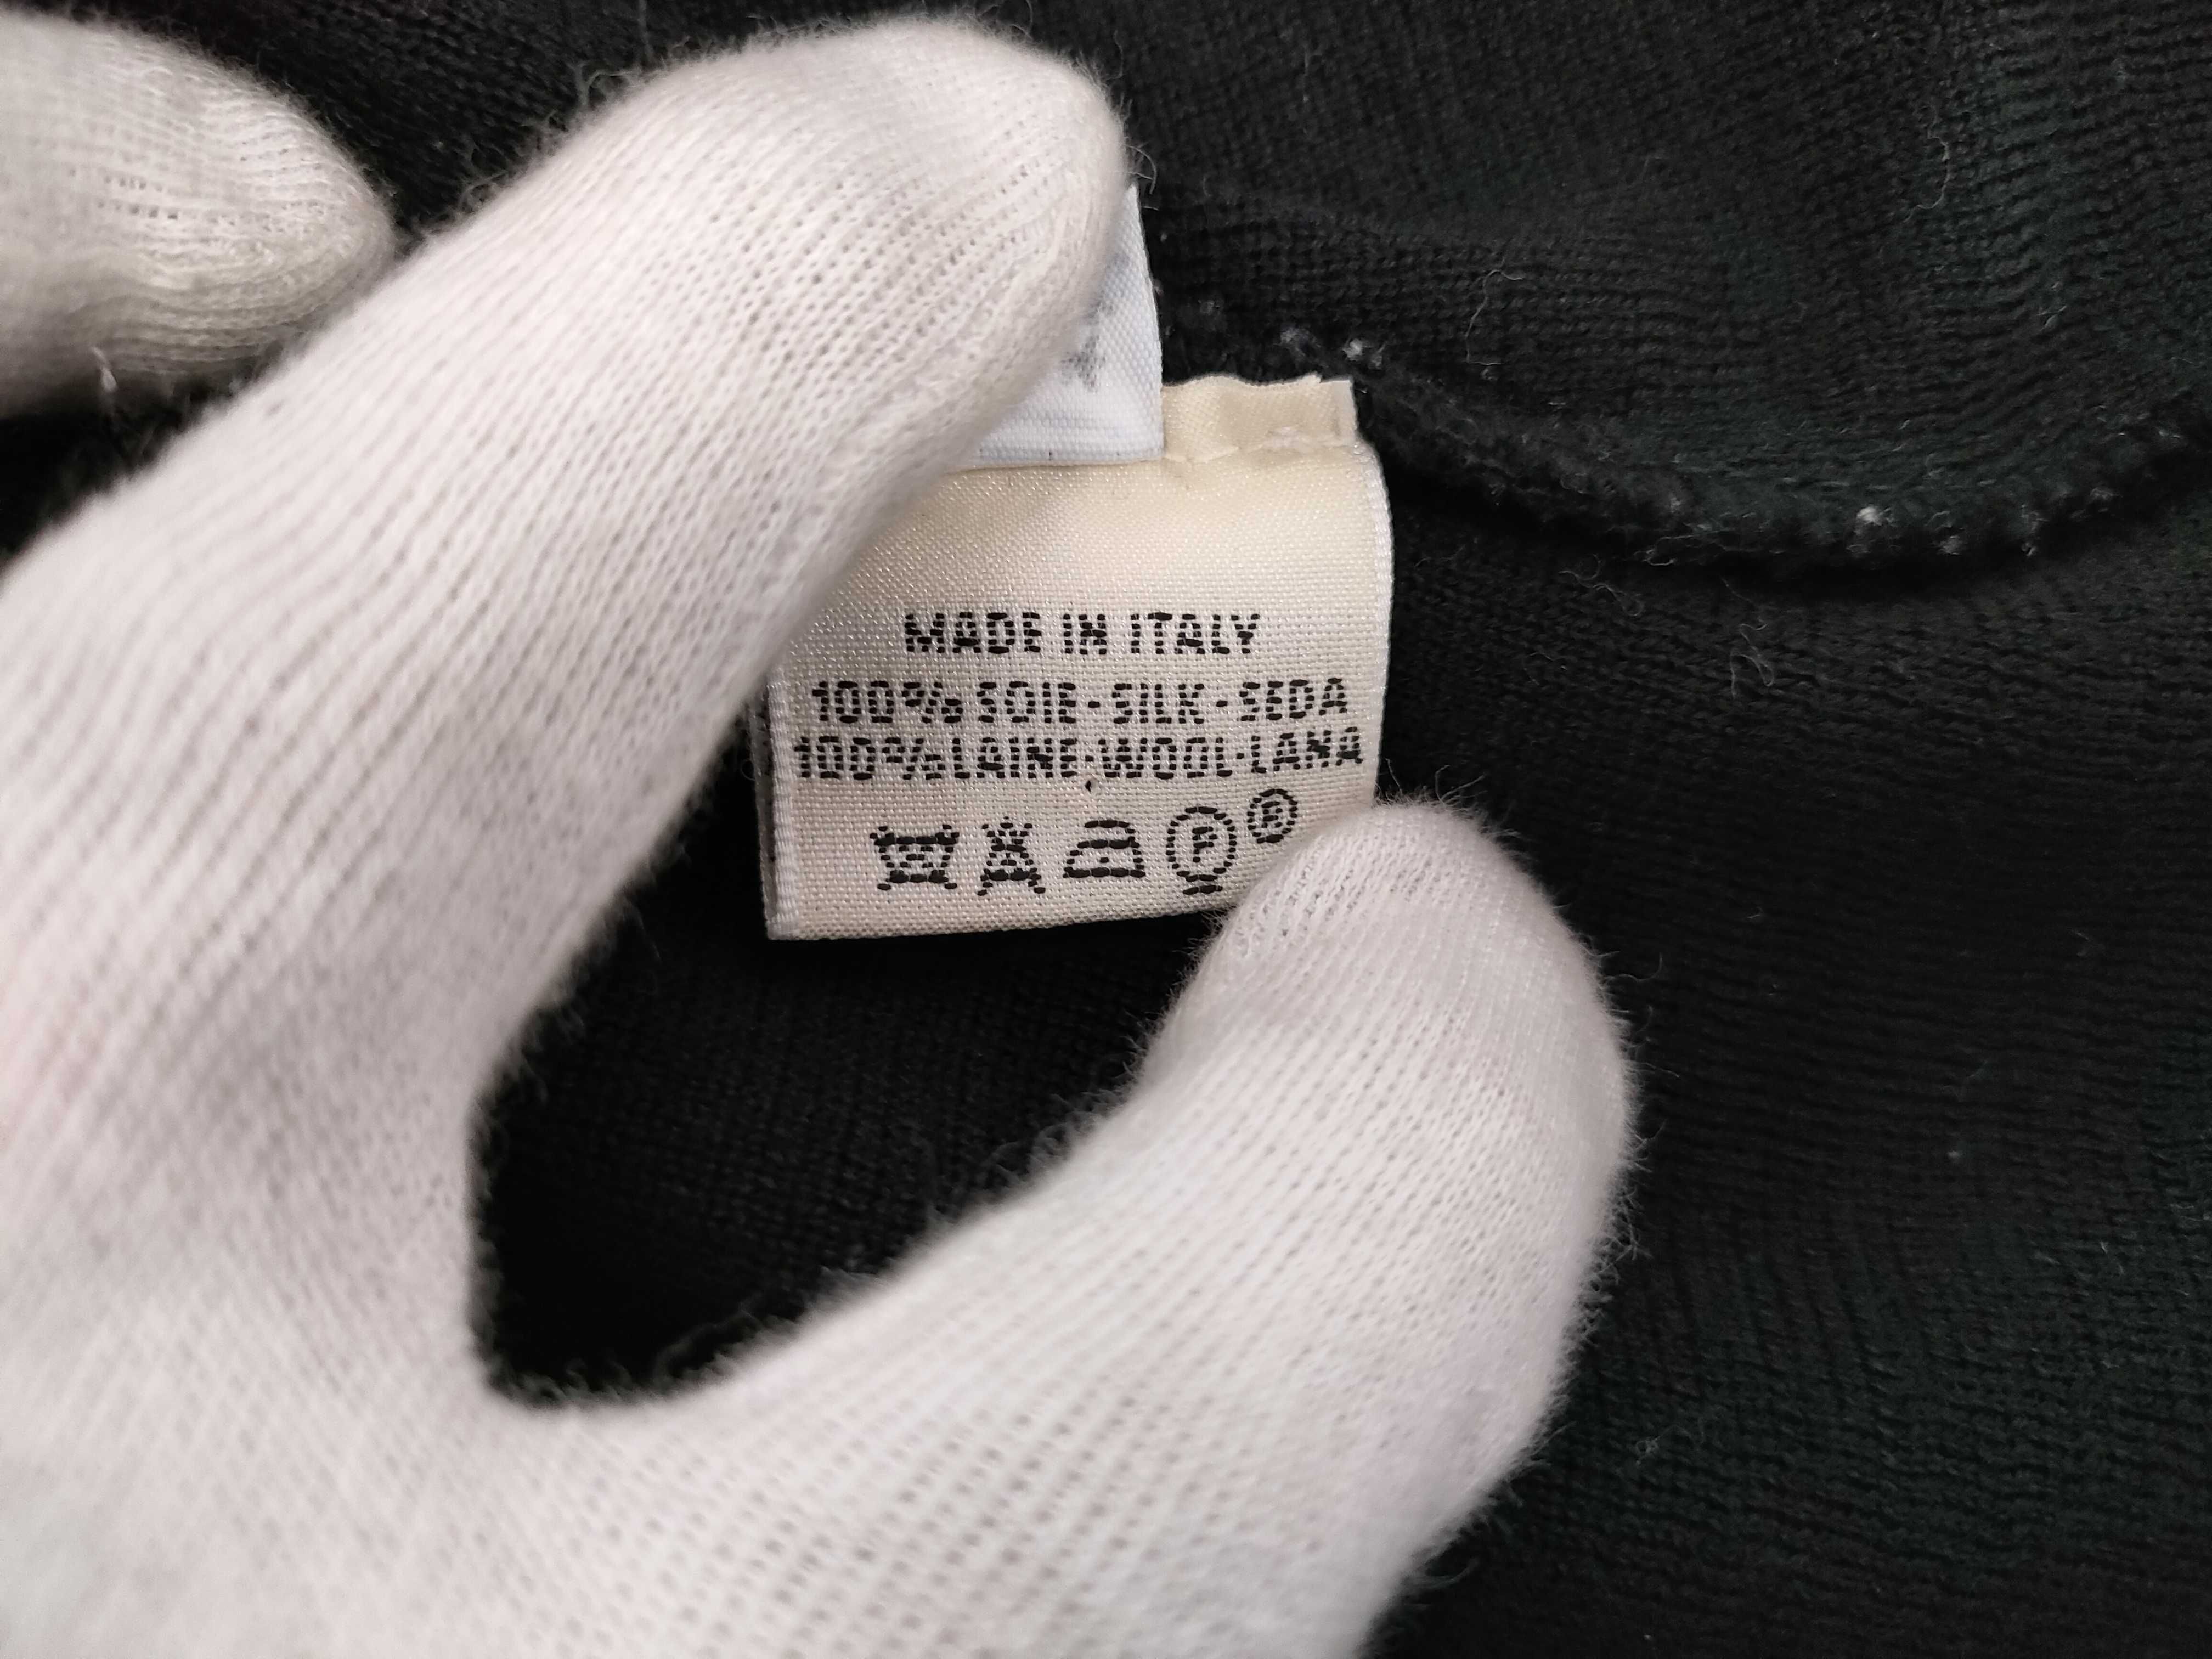 MADE IN ITALY
100% SOIE-SILK-SEDA
100% LAINE-WOOL-LANA
P ®